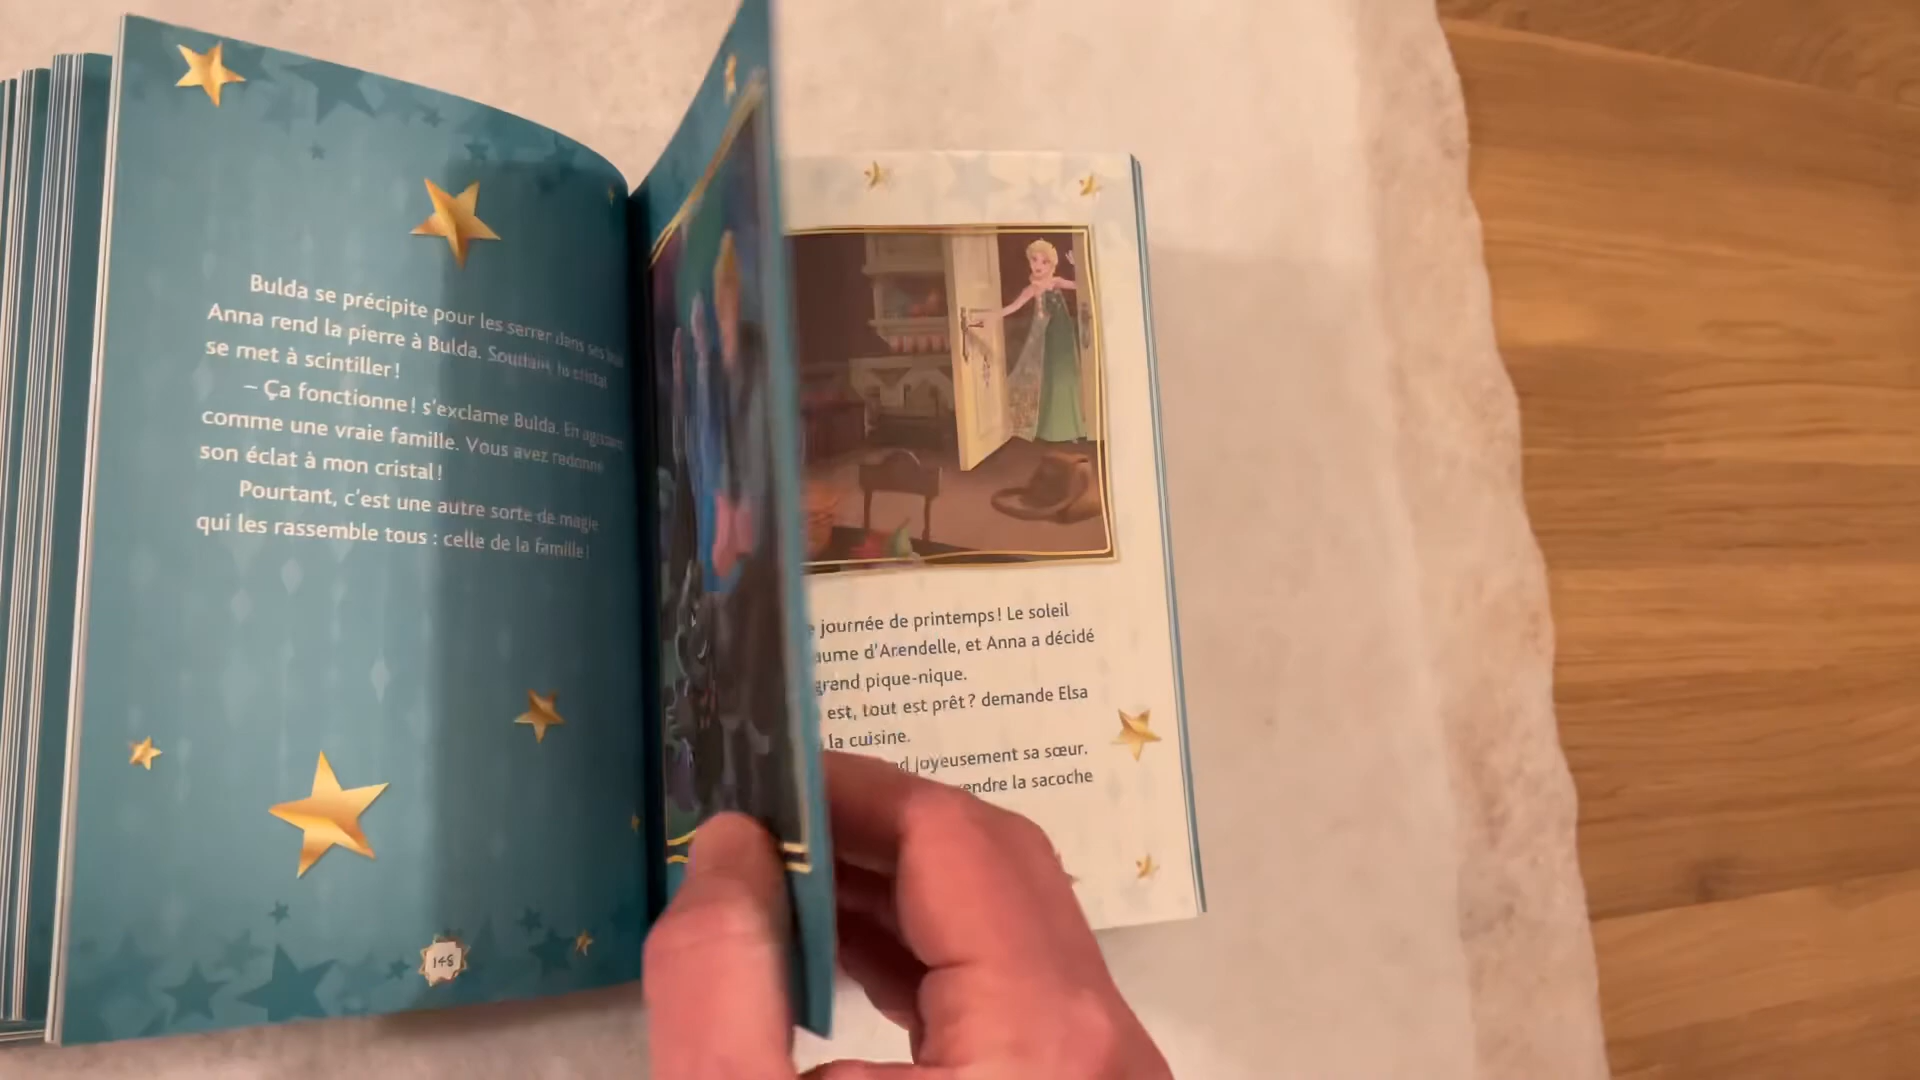 Bulda se précipite pour les serrer dans ses
Anna rend la pierre à Bulda. Soudain, le cristal
se met à scintiller !
– Ça fonctionne ! s'exclame Bulda. En agissant
comme une vraie famille. Vous avez redonné
son éclat à mon cristal !
Pourtant, c'est une autre sorte de magie
qui les rassemble tous : celle de la famille !
148
journée de printemps ! Le soleil
d'Arendelle, et Anna a décidé
grand pique-nique.
est, tout est prêt ? demande Elsa
la cuisine.
joyeusement sa sœur.
la sacoche